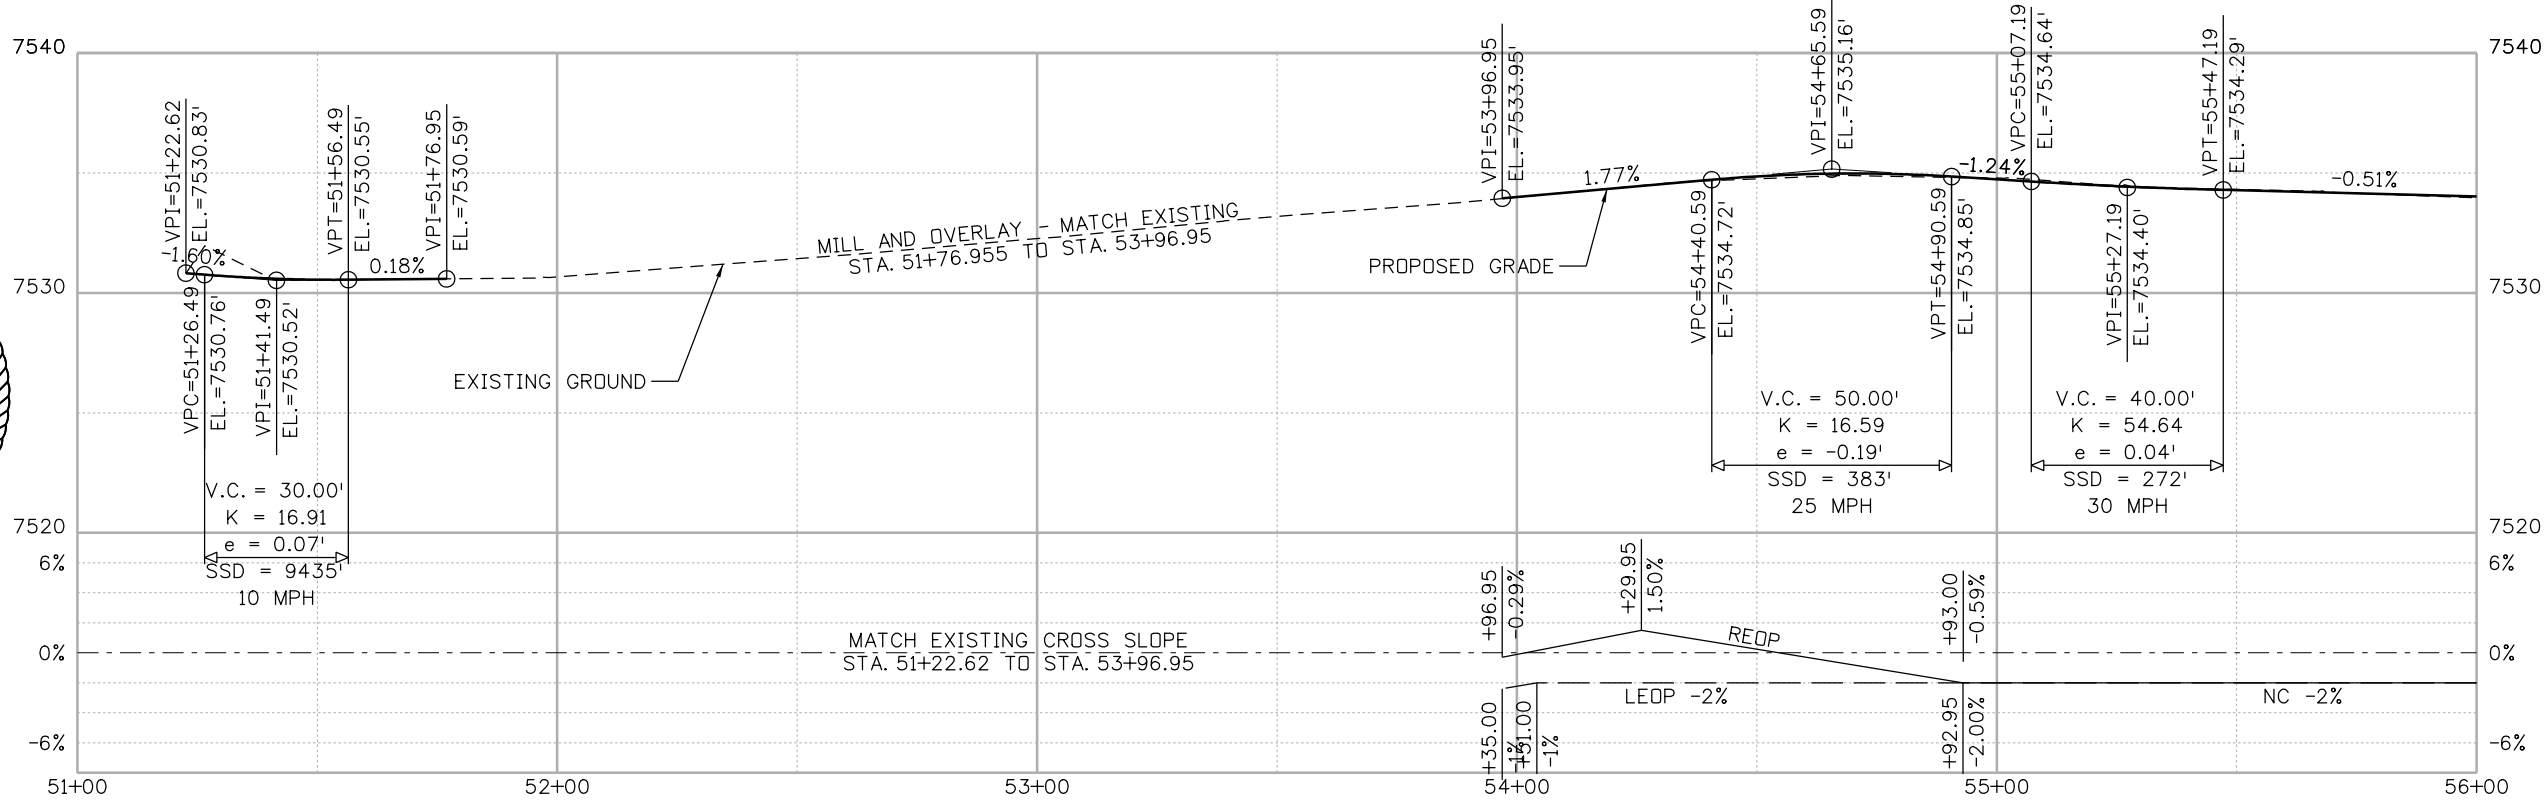 7540
7540
VPI=51+22.62
EL.=7530.83'
VPT=51+56.49
EL.=7530.55'
VPI=51+76.95
EL.=7530.59'
VPI=53+96.95
EL.=7533.95'
VPI=54+65.59
EL.=7535.16'
VPC=55+07.19
EL.=7534.64'
VPT=55+47.19
EL.=7534.29'
-1.60%
0.18%
MILL AND OVERLAY - MATCH EXISTING
STA. 51+76.955 TO STA. 53+96.95
1.77%
-1.24%
-0.51%
PROPOSED GRADE
7530
7530
VPC=51+26.49
EL.=7530.76'
VPI=51+41.49
EL.=7530.52'
EXISTING GROUND
VPC=54+40.59
EL.=7534.72'
VPT=54+90.59
EL.=7534.85'
VPI=55+27.19
EL.=7534.40'
V.C. = 50.00'
K = 16.59
e = -0.19'
SSD = 383'
25 MPH
V.C. = 40.00'
K = 54.64
e = 0.04'
SSD = 272'
30 MPH
V.C. = 30.00'
K = 16.91
e = 0.07'
SSD = 9435'
10 MPH
7520
7520
6%
6%
+96.95
-0.29%
+29.95
1.50%
+93.00
-0.59%
REOP
MATCH EXISTING CROSS SLOPE
STA. 51+22.62 TO STA. 53+96.95
0%
0%
LEOP -2%
NC -2%
+35.00
-1%
+51.00
-1%
+92.95
-2.00%
-6%
-6%
51+00
52+00
53+00
54+00
55+00
56+00